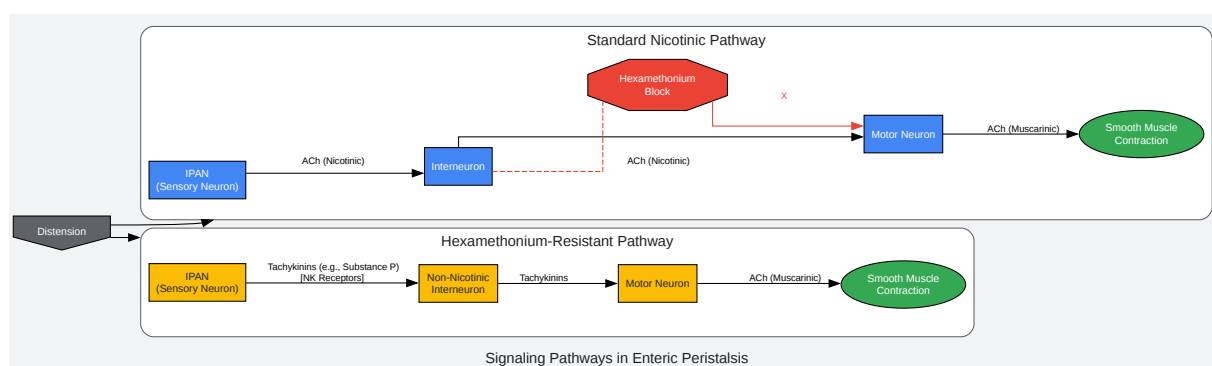 Standard Nicotinic Pathway
Hexamethonium
Block
x
Motor Neuron
ACh (Muscarinic)
Smooth Muscle
Contraction
IPAN
(Sensory Neuron)
ACh (Nicotinic)
Interneuron
ACh (Nicotinic)
Distension
Hexamethonium-Resistant Pathway
IPAN
(Sensory Neuron)
Tachykinins (e.g., Substance P)
[NK Receptors]
Non-Nicotinic
Interneuron
Tachykinins
Motor Neuron
ACh (Muscarinic)
Smooth Muscle
Contraction
Signaling Pathways in Enteric Peristalsis